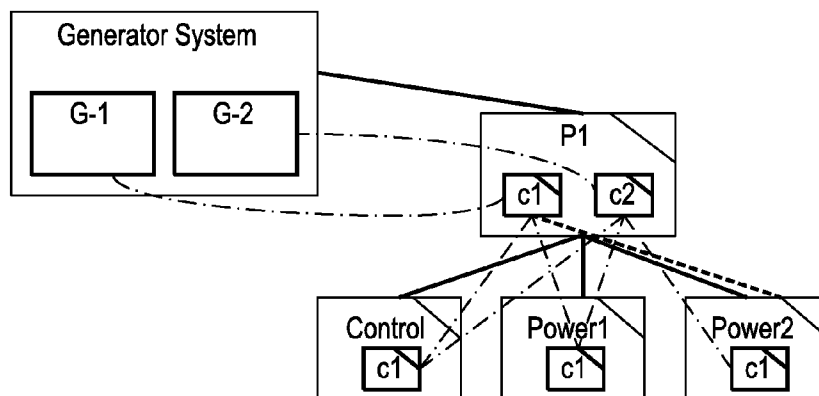 Generator System
G-1 G-2
P1
c1 c2
Control Power1 Power2
c1 c1 c1